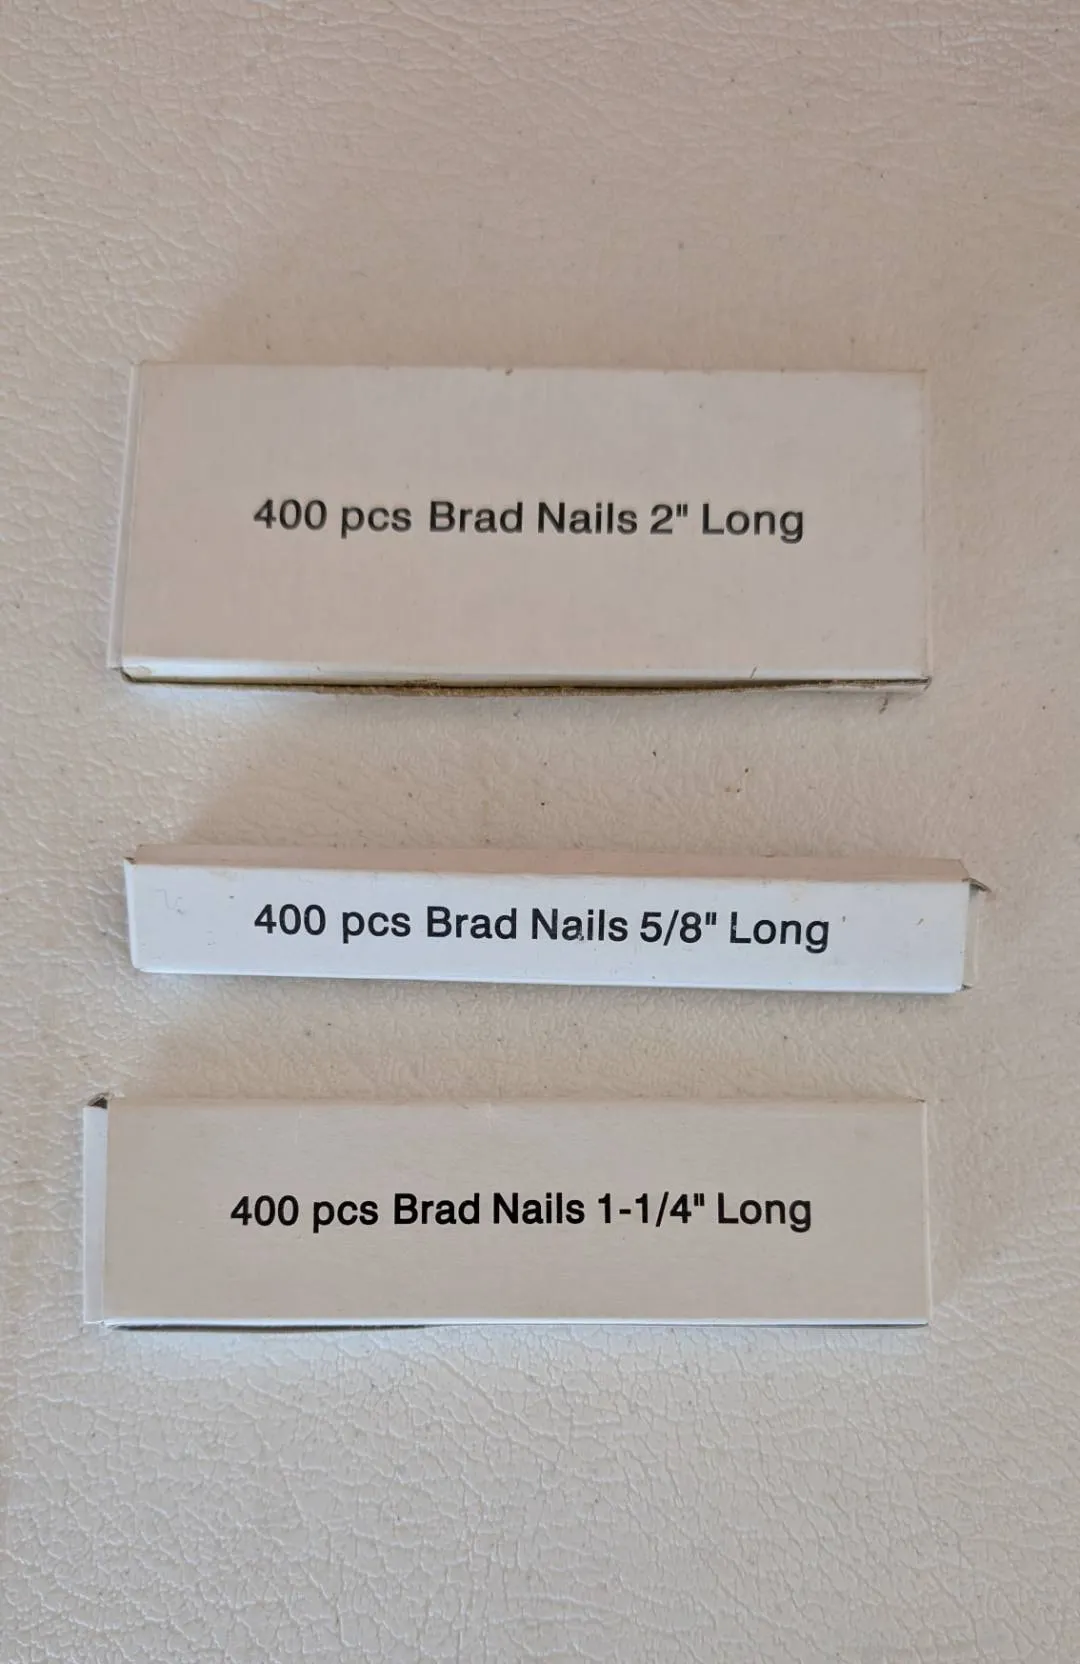 400 pcs Brad Nails 2" Long
400 pcs Brad Nails 5/8" Long
400 pcs Brad Nails 1-1/4" Long